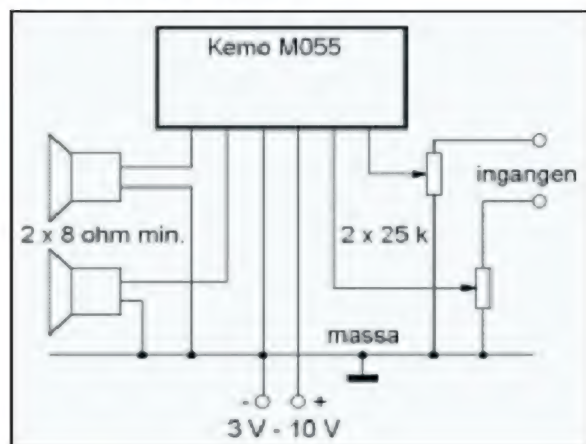 Kemo M055
ingangen
2 x 8 ohm min.
2 x 25 k
massa
- +
3 V - 10 V